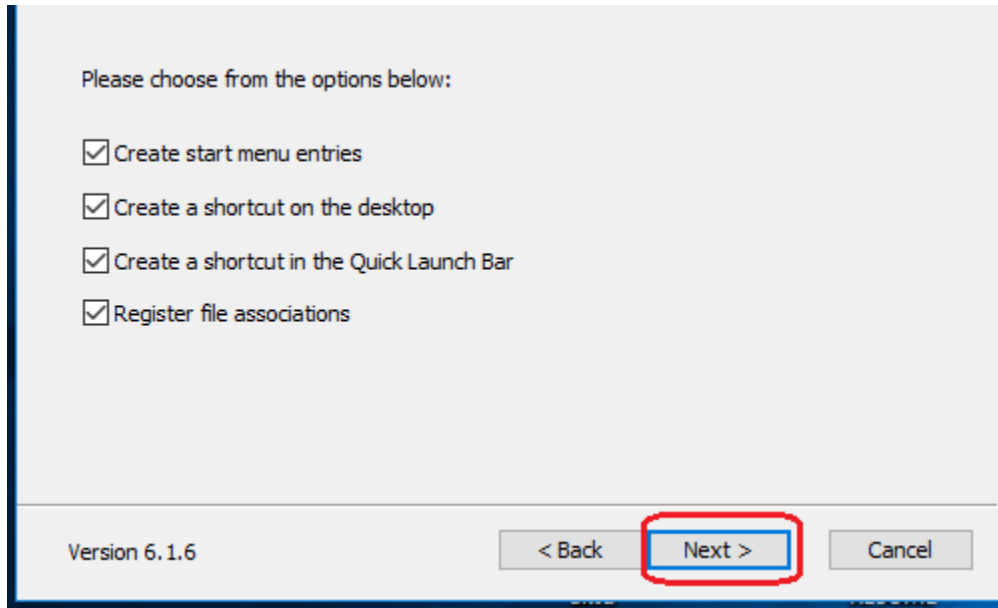 Please choose from the options below:
Create start menu entries
Create a shortcut on the desktop
Create a shortcut in the Quick Launch Bar
Register file associations
Version 6.1.6
< Back
Next >
Cancel